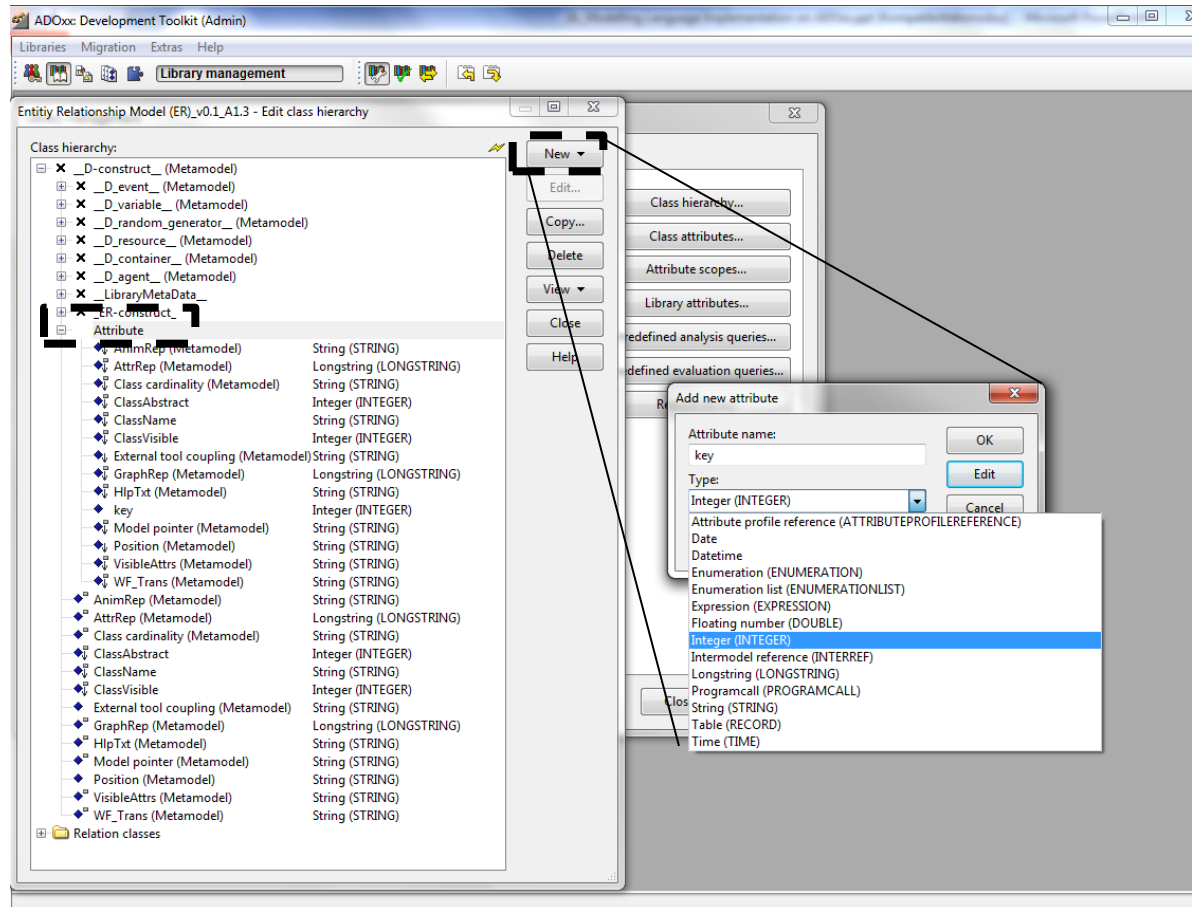 ADOxx: Development Toolkit (Admin)
Libraries Migration Extras Help
Library management
Entitiy Relationship Model (ER)_v0.1_A1.3 - Edit class hierarchy
Class hierarchy:
__D-construct__ (Metamodel)
__D_event__ (Metamodel)
__D_variable__ (Metamodel)
__D_random_generator__ (Metamodel)
__D_resource__ (Metamodel)
__D_container__ (Metamodel)
__D_agent__ (Metamodel)
__LibraryMetaData__
_ER-construct_
Attribute
AnimRep (Metamodel) String (STRING)
AttrRep (Metamodel) Longstring (LONGSTRING)
Class cardinality (Metamodel) String (STRING)
ClassAbstract Integer (INTEGER)
ClassName String (STRING)
ClassVisible Integer (INTEGER)
External tool coupling (Metamodel) String (STRING)
GraphRep (Metamodel) Longstring (LONGSTRING)
HlpTxt (Metamodel) String (STRING)
key Integer (INTEGER)
Model pointer (Metamodel) String (STRING)
Position (Metamodel) String (STRING)
VisibleAttrs (Metamodel) String (STRING)
WF_Trans (Metamodel) String (STRING)
AnimRep (Metamodel) String (STRING)
AttrRep (Metamodel) Longstring (LONGSTRING)
Class cardinality (Metamodel) String (STRING)
ClassAbstract Integer (INTEGER)
ClassName String (STRING)
ClassVisible Integer (INTEGER)
External tool coupling (Metamodel) String (STRING)
GraphRep (Metamodel) Longstring (LONGSTRING)
HlpTxt (Metamodel) String (STRING)
Model pointer (Metamodel) String (STRING)
Position (Metamodel) String (STRING)
VisibleAttrs (Metamodel) String (STRING)
WF_Trans (Metamodel) String (STRING)
Relation classes
New
Edit...
Copy...
Delete
View
Close
Help
Class hierarchy...
Class attributes...
Attribute scopes...
Library attributes...
redefined analysis queries...
defined evaluation queries...
Re
Clos
Add new attribute
Attribute name:
key
Type:
Integer (INTEGER)
OK
Edit
Cancel
Attribute profile reference (ATTRIBUTEPROFILEREFERENCE)
Date
Datetime
Enumeration (ENUMERATION)
Enumeration list (ENUMERATIONLIST)
Expression (EXPRESSION)
Floating number (DOUBLE)
Integer (INTEGER)
Intermodel reference (INTERREF)
Longstring (LONGSTRING)
Programcall (PROGRAMCALL)
String (STRING)
Table (RECORD)
Time (TIME)